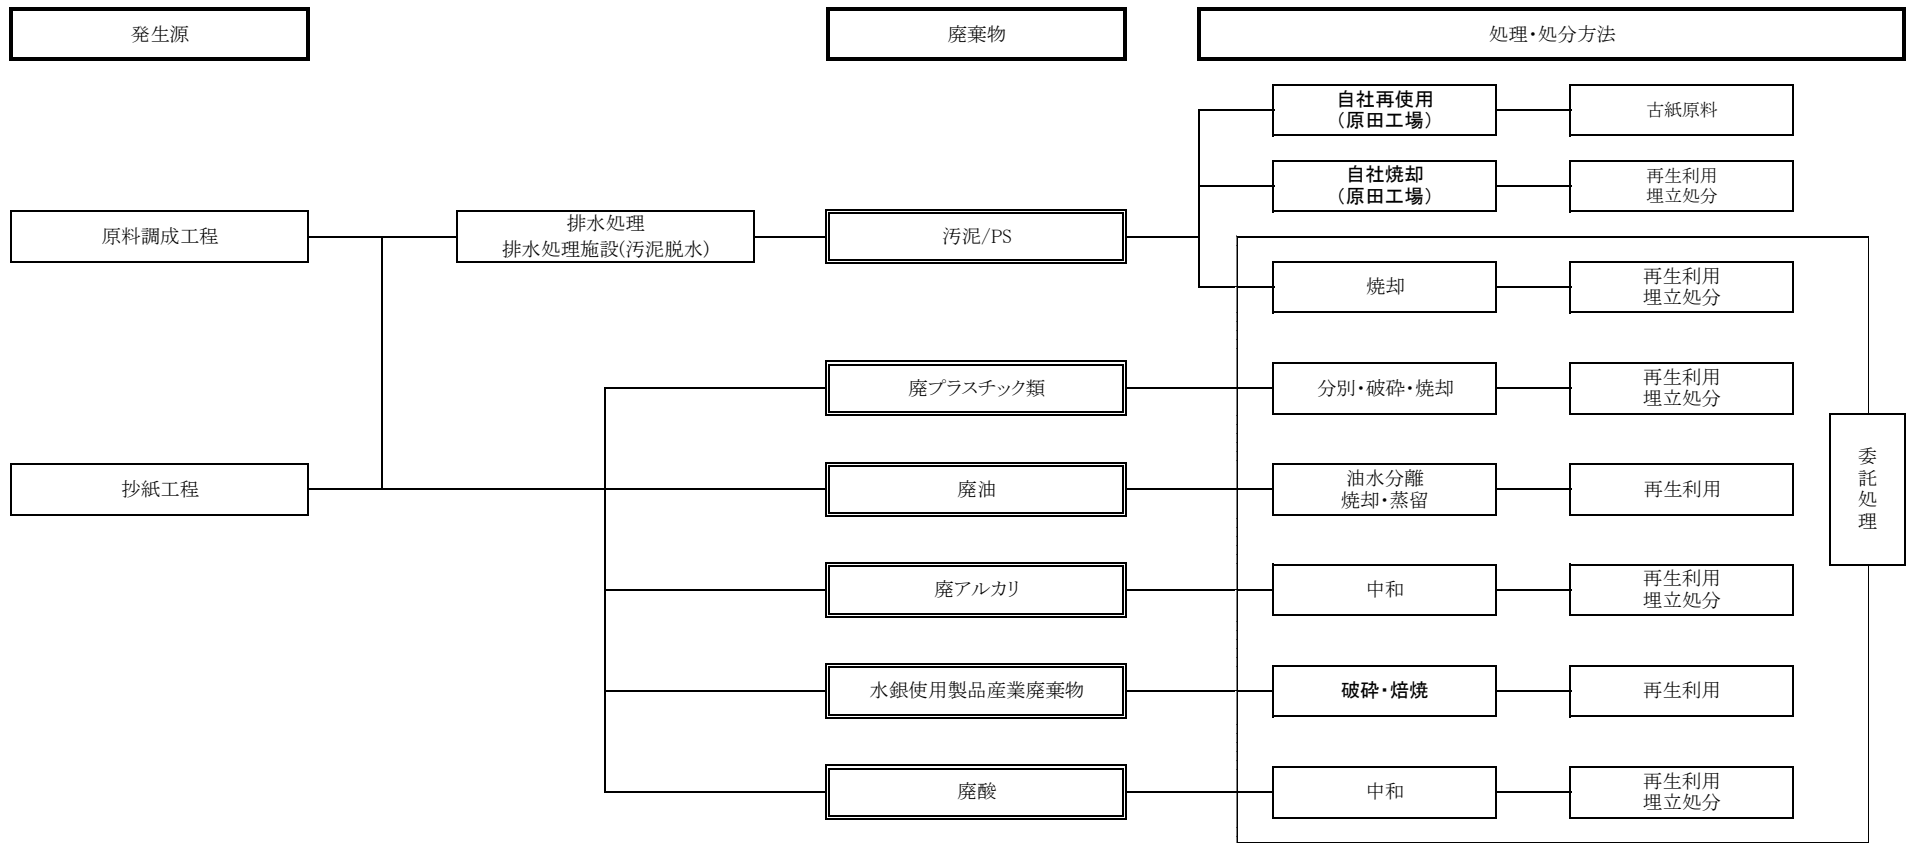 発生源
廃棄物
処理・処分方法
自社再使用
（原田工場）
古紙原料
自社焼却
（原田工場）
再生利用
埋立処分
原料調成工程
排水処理
排水処理施設(汚泥脱水)
汚泥/PS
焼却
再生利用
埋立処分
廃プラスチック類
分別・破砕・焼却
再生利用
埋立処分
抄紙工程
廃油
油水分離
焼却・蒸留
再生利用
委託処理
廃アルカリ
中和
再生利用
埋立処分
水銀使用製品産業廃棄物
破砕・焙焼
再生利用
廃酸
中和
再生利用
埋立処分